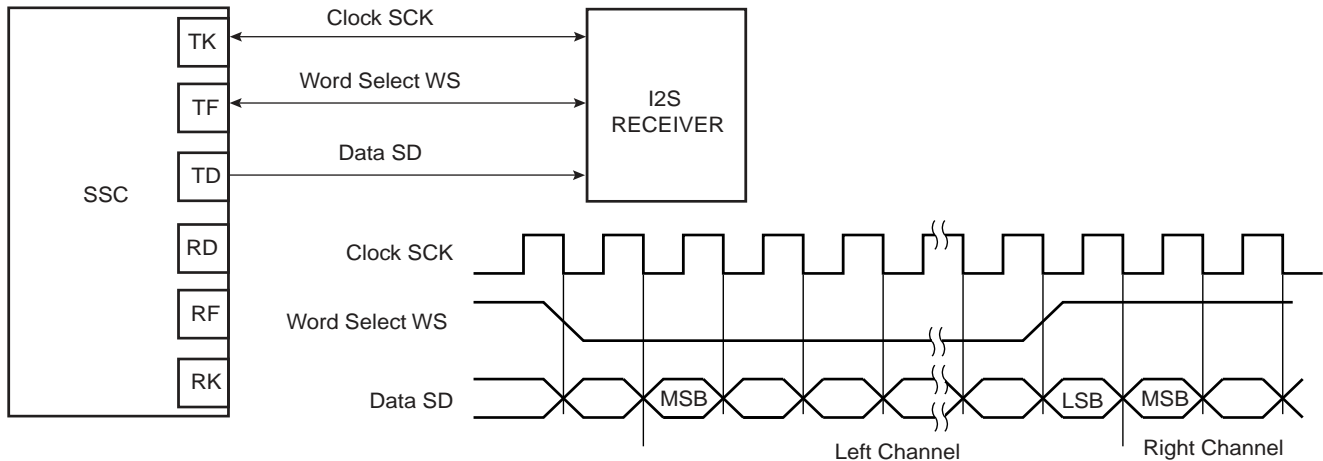 SSC
TK
TF
TD
RD
RF
RK
Clock SCK
Word Select WS
Data SD
I2S
RECEIVER
Clock SCK
Word Select WS
Data SD
MSB
LSB
MSB
Left Channel
Right Channel